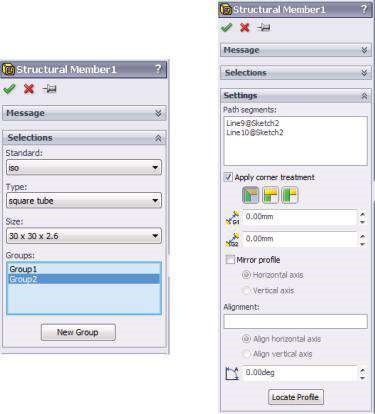 Structural Member1 ?
Message
Selections
Standard:
iso
Type:
square tube
Size:
30 x 30 x 2.6
Groups:
Group1
Group2
New Group
Structural Member1 ?
Message
Selections
Settings
Path segments:
Line9@Sketch2
Line10@Sketch2
Apply corner treatment
G1 0.00mm
G2 0.00mm
Mirror profile
Horizontal axis
Vertical axis
Alignment:
Align horizontal axis
Align vertical axis
0.00deg
Locate Profile